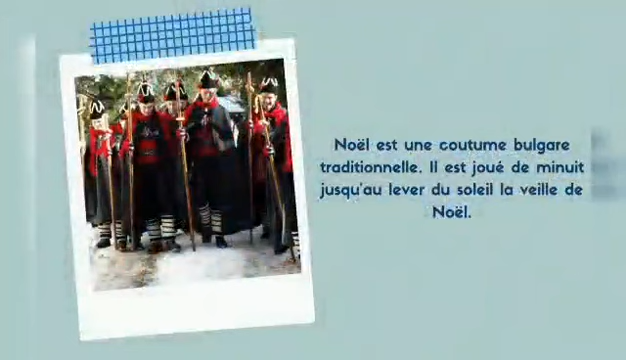 Noël est une coutume bulgare
traditionnelle. Il est joué de minuit
jusqu'au lever du soleil la veille de
Noël.